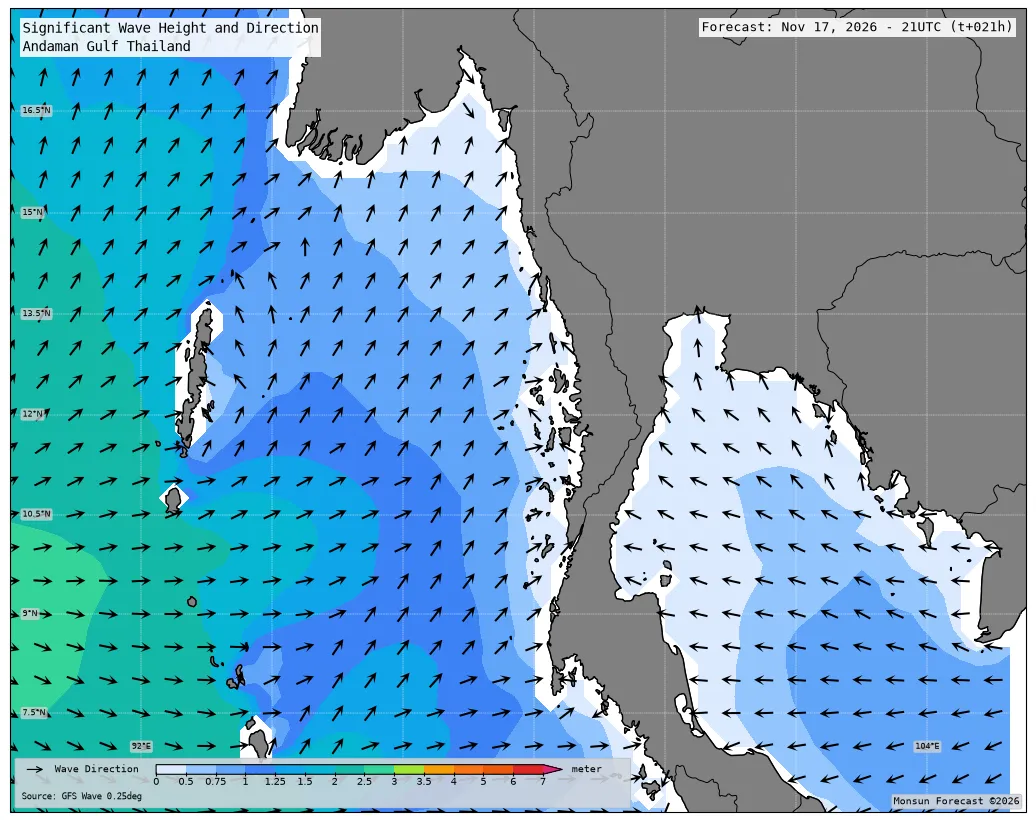 Significant Wave Height and Direction
Andaman Gulf Thailand
Forecast: Nov 17, 2026 - 21UTC (t+021h)
16.5°N
15°N
13.5°N
12°N
10.5°N
9°N
7.5°N
92°E
104°E
Wave Direction
0.5 0.75 1 1.25 1.5 2 2.5 3 3.5 4 5 6 7
meter
Source: GFS Wave 0.25deg
Monsun Forecast ©2026